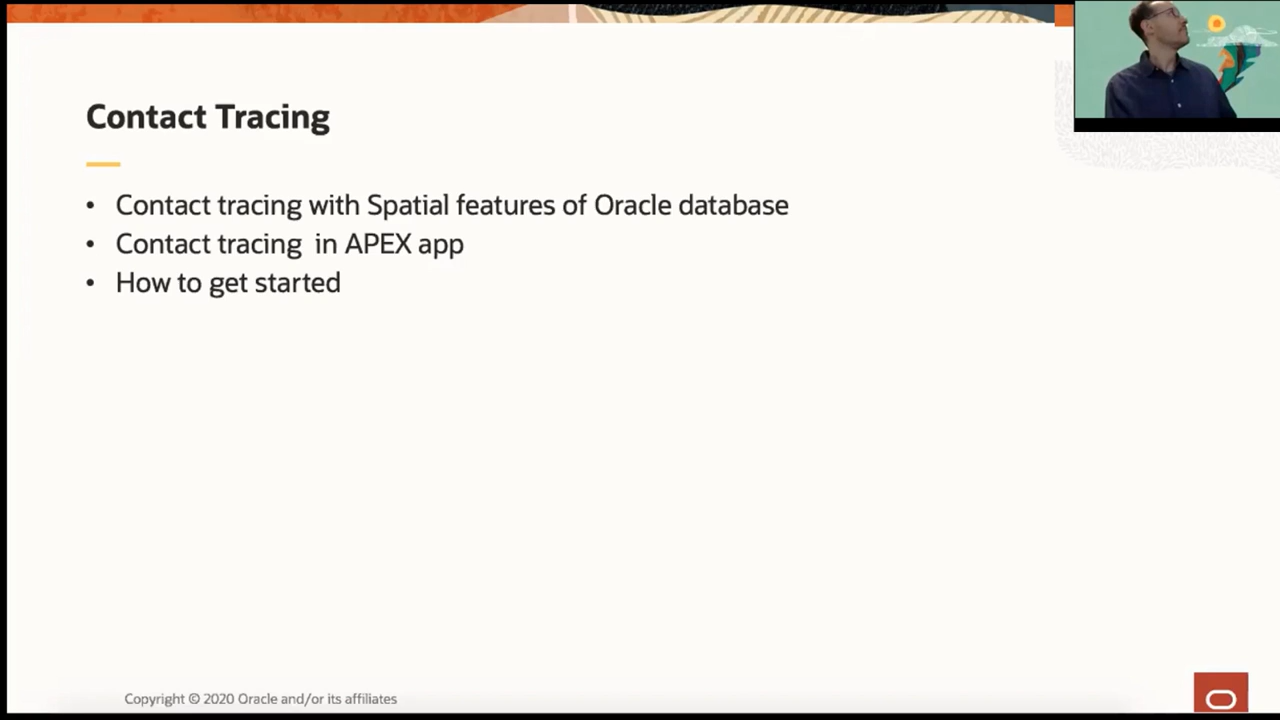 Contact Tracing
• Contact tracing with Spatial features of Oracle database
• Contact tracing in APEX app
• How to get started
Copyright © 2020 Oracle and/or its affiliates